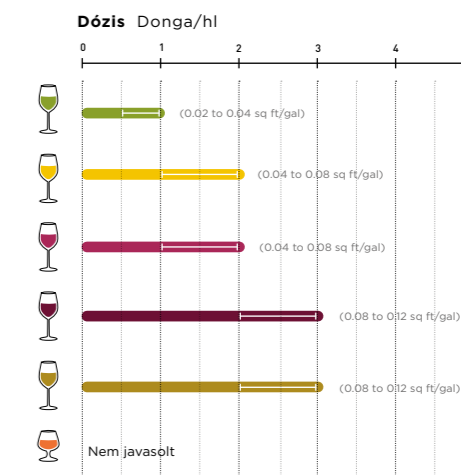 Dózis Donga/hl
0 1 2 3 4
(0.02 to 0.04 sq ft/gal)
(0.04 to 0.08 sq ft/gal)
(0.04 to 0.08 sq ft/gal)
(0.08 to 0.12 sq ft/gal)
(0.08 to 0.12 sq ft/gal)
Nem javasolt